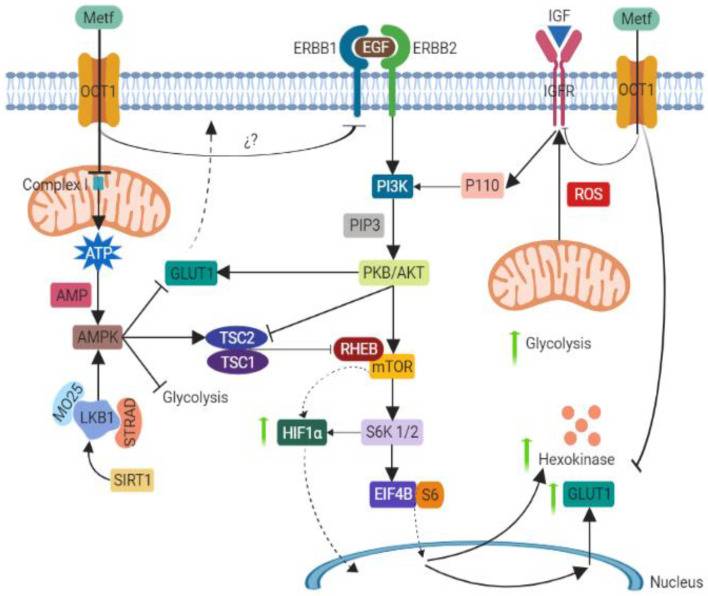 Metf
IGF
Metf
ERBB1
EGF
ERBB2
OCT1
IGFR
OCT1
¿?
Complex I
PI3K
P110
ROS
ATP
PIP3
GLUT1
PKB/AKT
AMP
AMPK
TSC2
TSC1
RHEB
mTOR
Glycolysis
Glycolysis
MO25
LKB1
STRAD
HIF1α
S6K 1/2
Hexokinase
SIRT1
EIF4B
S6
GLUT1
Nucleus